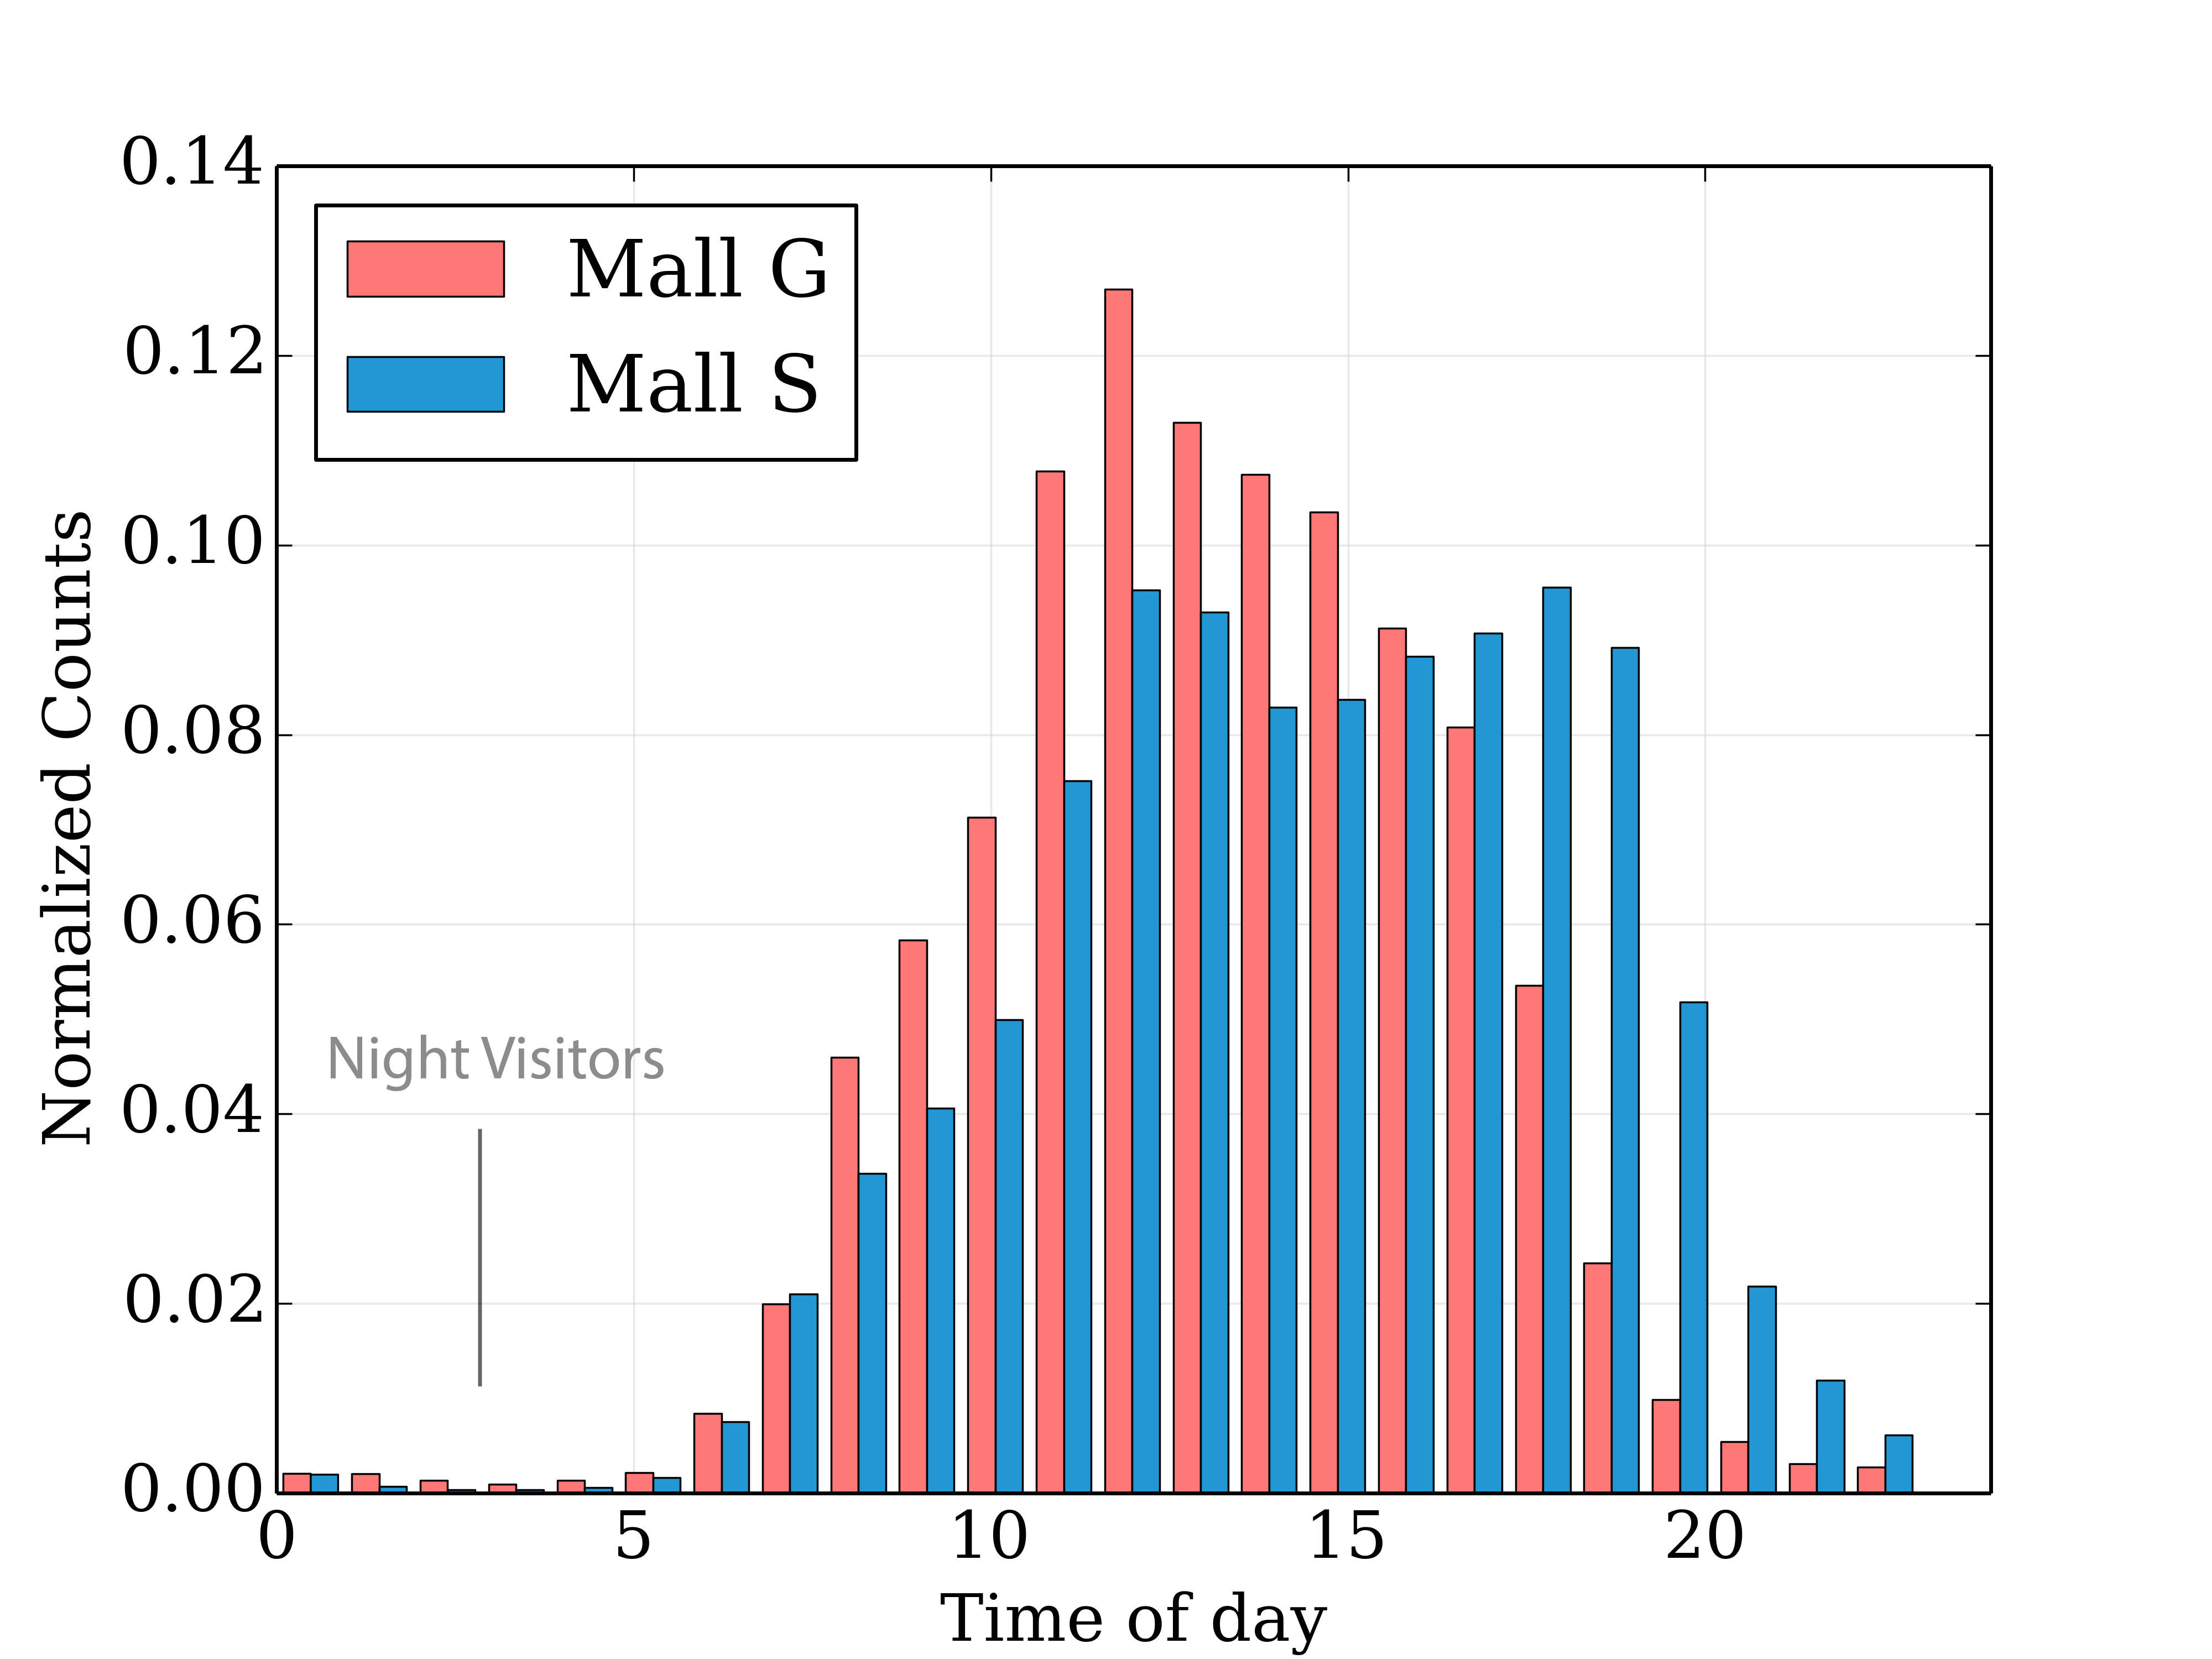 0.14
0.12
0.10
0.08
0.06
0.04
0.02
0.00
Normalized Counts
Mall G
Mall S
Night Visitors
0 5 10 15 20
Time of day